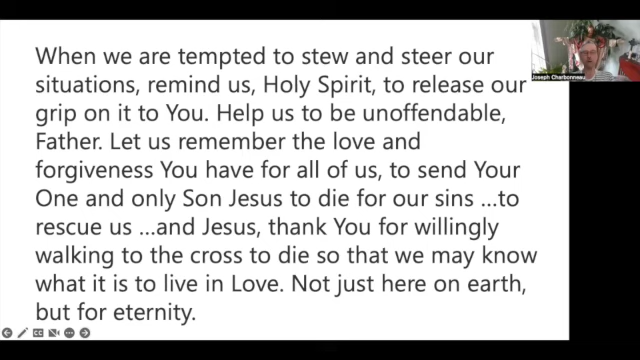 When we are tempted to stew and steer our
situations, remind us, Holy Spirit, to release our
grip on it to You. Help us to be unoffendable,
Father. Let us remember the love and
forgiveness You have for all of us, to send Your
One and only Son Jesus to die for our sins …to
rescue us …and Jesus, thank You for willingly
walking to the cross to die so that we may know
what it is to live in Love. Not just here on earth,
but for eternity.
Joseph Charbonneau
CC